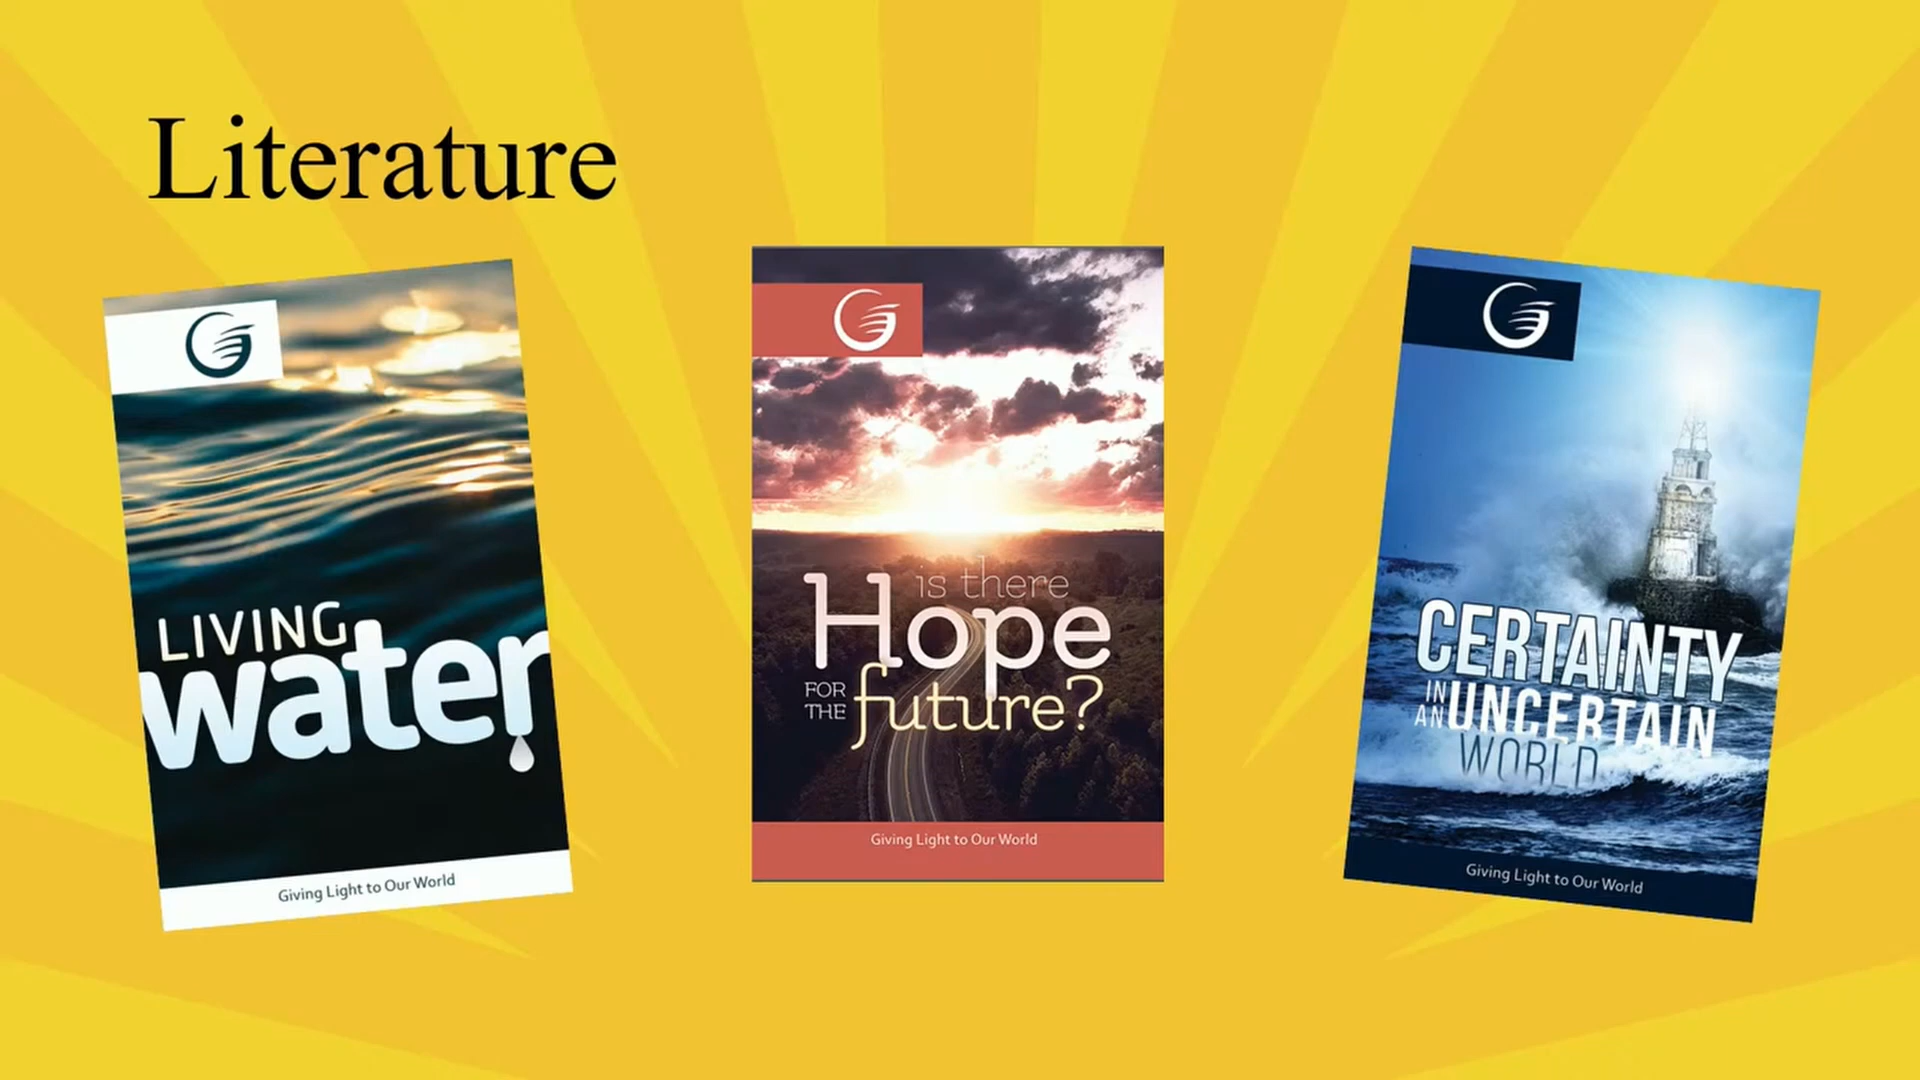 Literature
LIVING
water
Giving Light to Our World
is there
Hope
FOR
THE
future?
Giving Light to Our World
CERTAINTY
IN
AN
UNCERTAIN
WORLD
Giving Light to Our World